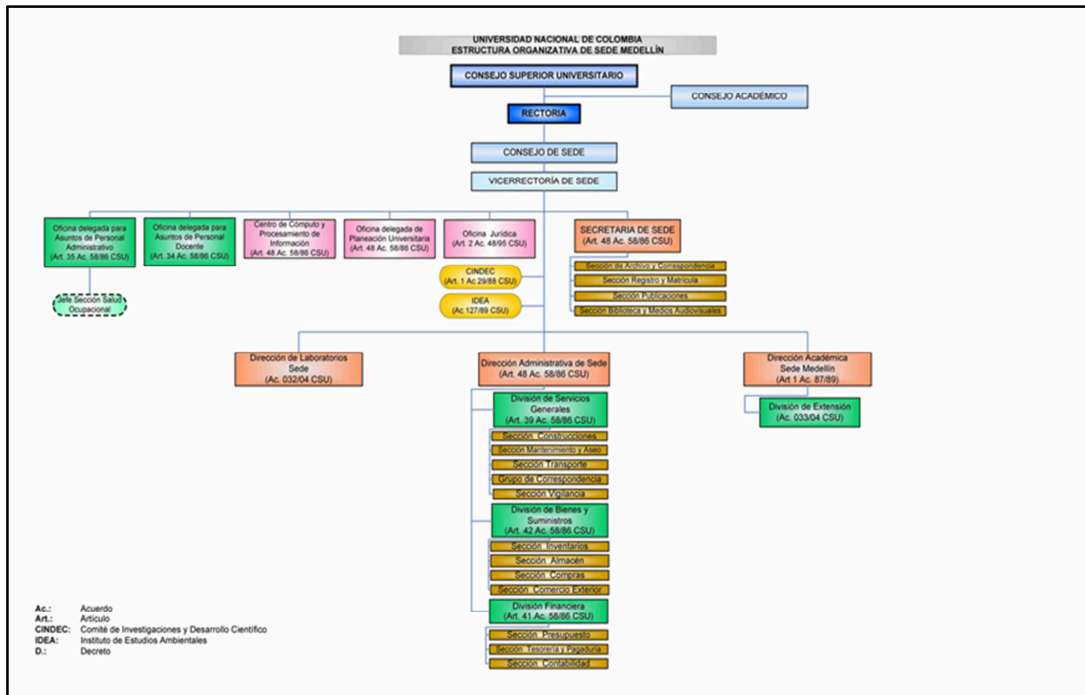 UNIVERSIDAD NACIONAL DE COLOMBIA
ESTRUCTURA ORGANIZATIVA DE SEDE MEDELLÍN
CONSEJO SUPERIOR UNIVERSITARIO
CONSEJO ACADÉMICO
RECTORIA
CONSEJO DE SEDE
VICERRECTORÍA DE SEDE
Oficina delegada para
Asuntos de Personal
Administrativo
(Art. 35 Ac. 58/86 CSU)
Oficina delegada para
Asuntos de Personal
Docente
(Art. 34 Ac. 58/86 CSU)
Centro de Cómputo y
Procesamiento de
Información
(Art. 48 Ac. 58/86 CSU)
Oficina delegada de
Planeación Universitaria
(Art. 48 Ac. 58/86 CSU)
Oficina Jurídica
(Art. 2 Ac. 48/95 CSU)
SECRETARIA DE SEDE
(Art. 48 Ac. 58/86 CSU)
Jefe Sección Salud
Ocupacional
CINDEC
(Art. 1 Ac 29/88 CSU)
IDEA
(Ac 127/89 CSU)
Sección de Archivo y Correspondencia
Sección Registro y Matrícula
Sección Publicaciones
Sección Biblioteca y Medios Audiovisuales
Dirección de Laboratorios
Sede
(Ac. 032/04 CSU)
Dirección Administrativa de Sede
(Art. 48 Ac. 58/86 CSU)
Dirección Académica
Sede Medellín
(Art 1 Ac. 87/89)
División de Extensión
(Ac. 033/04 CSU)
División de Servicios
Generales
(Art. 39 Ac. 58/86 CSU)
Sección Construcciones
Sección Mantenimiento y Aseo
Sección Transporte
Grupo de Correspondencia
Sección Vigilancia
División de Bienes y
Suministros
(Art. 42 Ac. 58/86 CSU)
Sección Inventarios
Sección Almacén
Sección Compras
Sección Comercio Exterior
División Financiera
(Art. 41 Ac. 58/86 CSU)
Sección Presupuesto
Sección Tesorería y Pagaduría
Sección Contabilidad
Ac.: Acuerdo
Art.: Artículo
CINDEC: Comité de Investigaciones y Desarrollo Científico
IDEA: Instituto de Estudios Ambientales
D.: Decreto